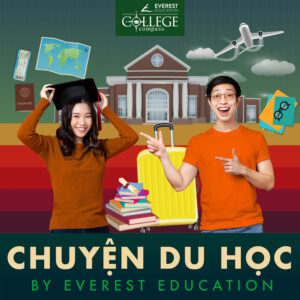 EVEREST
EDUCATION
COLLEGE
compass
CHUYỆN DU HỌC
BY EVEREST EDUCATION